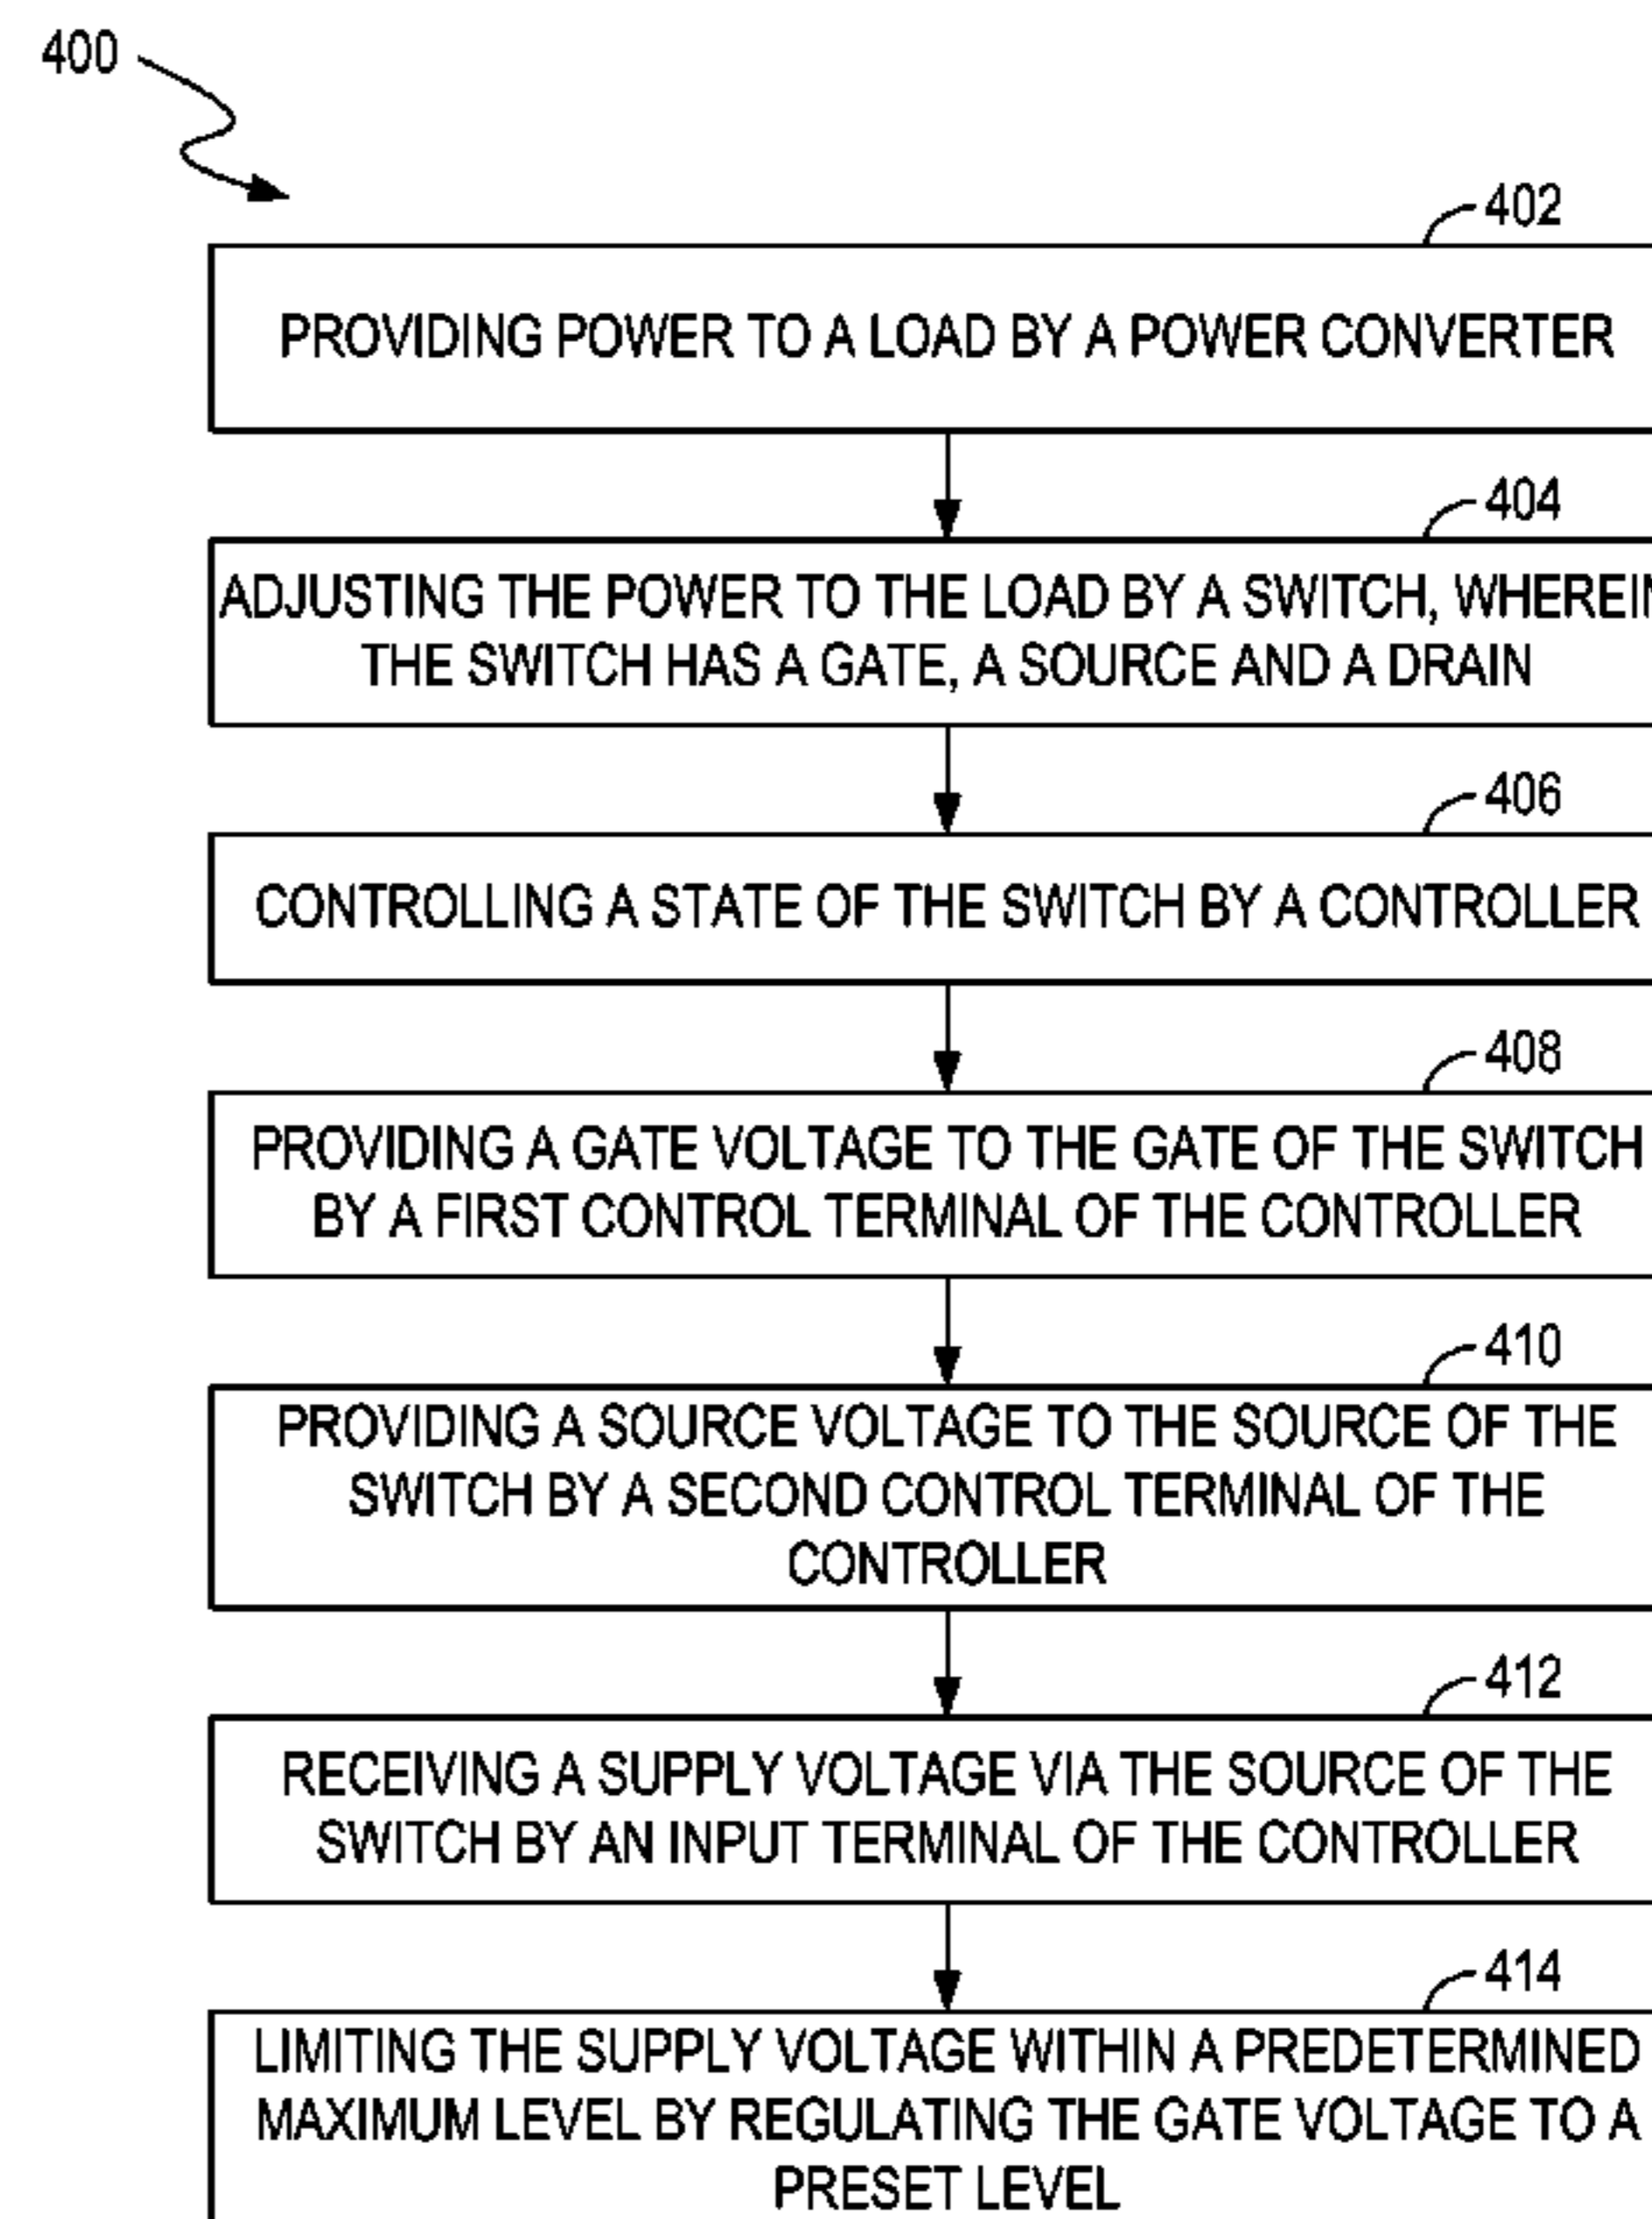 400
402
PROVIDING POWER TO A LOAD BY A POWER CONVERTER
404
ADJUSTING THE POWER TO THE LOAD BY A SWITCH, WHEREIN
THE SWITCH HAS A GATE, A SOURCE AND A DRAIN
406
CONTROLLING A STATE OF THE SWITCH BY A CONTROLLER
408
PROVIDING A GATE VOLTAGE TO THE GATE OF THE SWITCH
BY A FIRST CONTROL TERMINAL OF THE CONTROLLER
410
PROVIDING A SOURCE VOLTAGE TO THE SOURCE OF THE
SWITCH BY A SECOND CONTROL TERMINAL OF THE
CONTROLLER
412
RECEIVING A SUPPLY VOLTAGE VIA THE SOURCE OF THE
SWITCH BY AN INPUT TERMINAL OF THE CONTROLLER
414
LIMITING THE SUPPLY VOLTAGE WITHIN A PREDETERMINED
MAXIMUM LEVEL BY REGULATING THE GATE VOLTAGE TO A
PRESET LEVEL